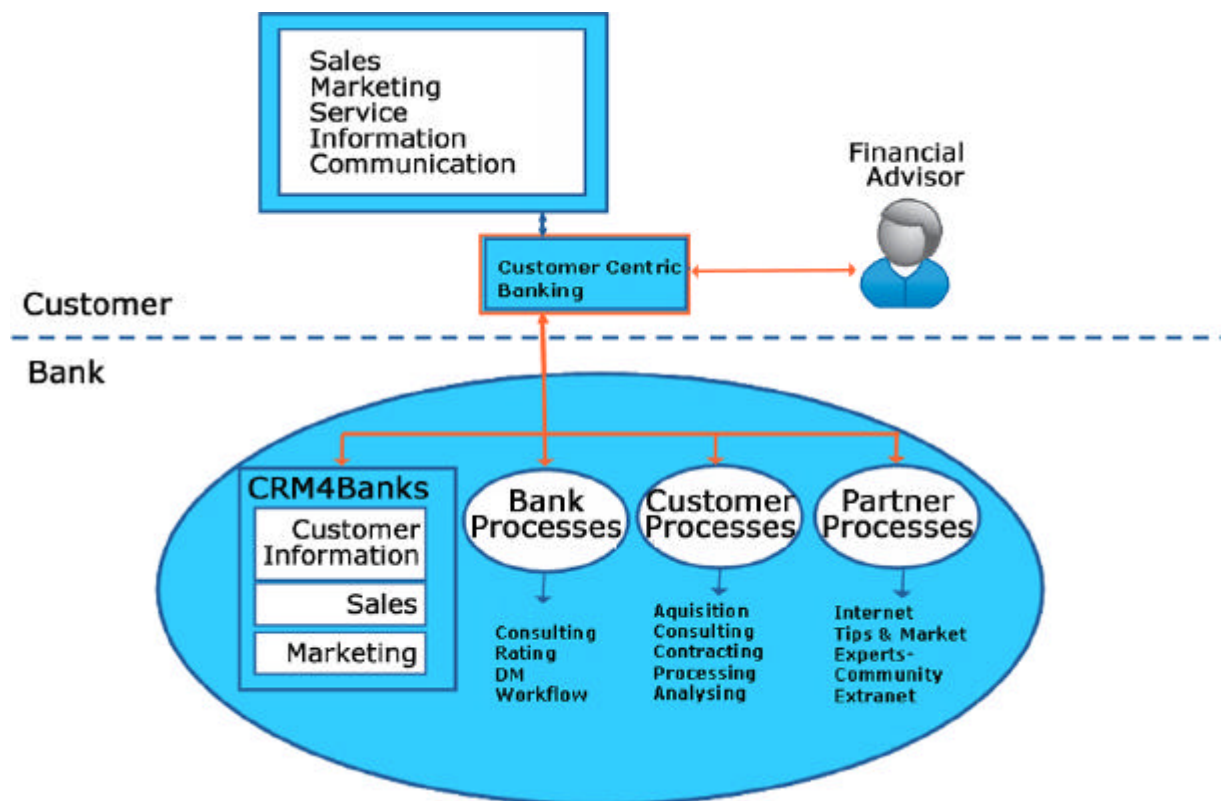 Sales
Marketing
Service
Information
Communication
Financial
Advisor
Customer Centric
Banking
Customer
Bank
CRM4Banks
Customer
Information
Sales
Marketing
Bank
Processes
Customer
Processes
Partner
Processes
Consulting
Rating
DM
Workflow
Aquisition
Consulting
Contracting
Processing
Analysing
Internet
Tips & Market
Experts-
Community
Extranet